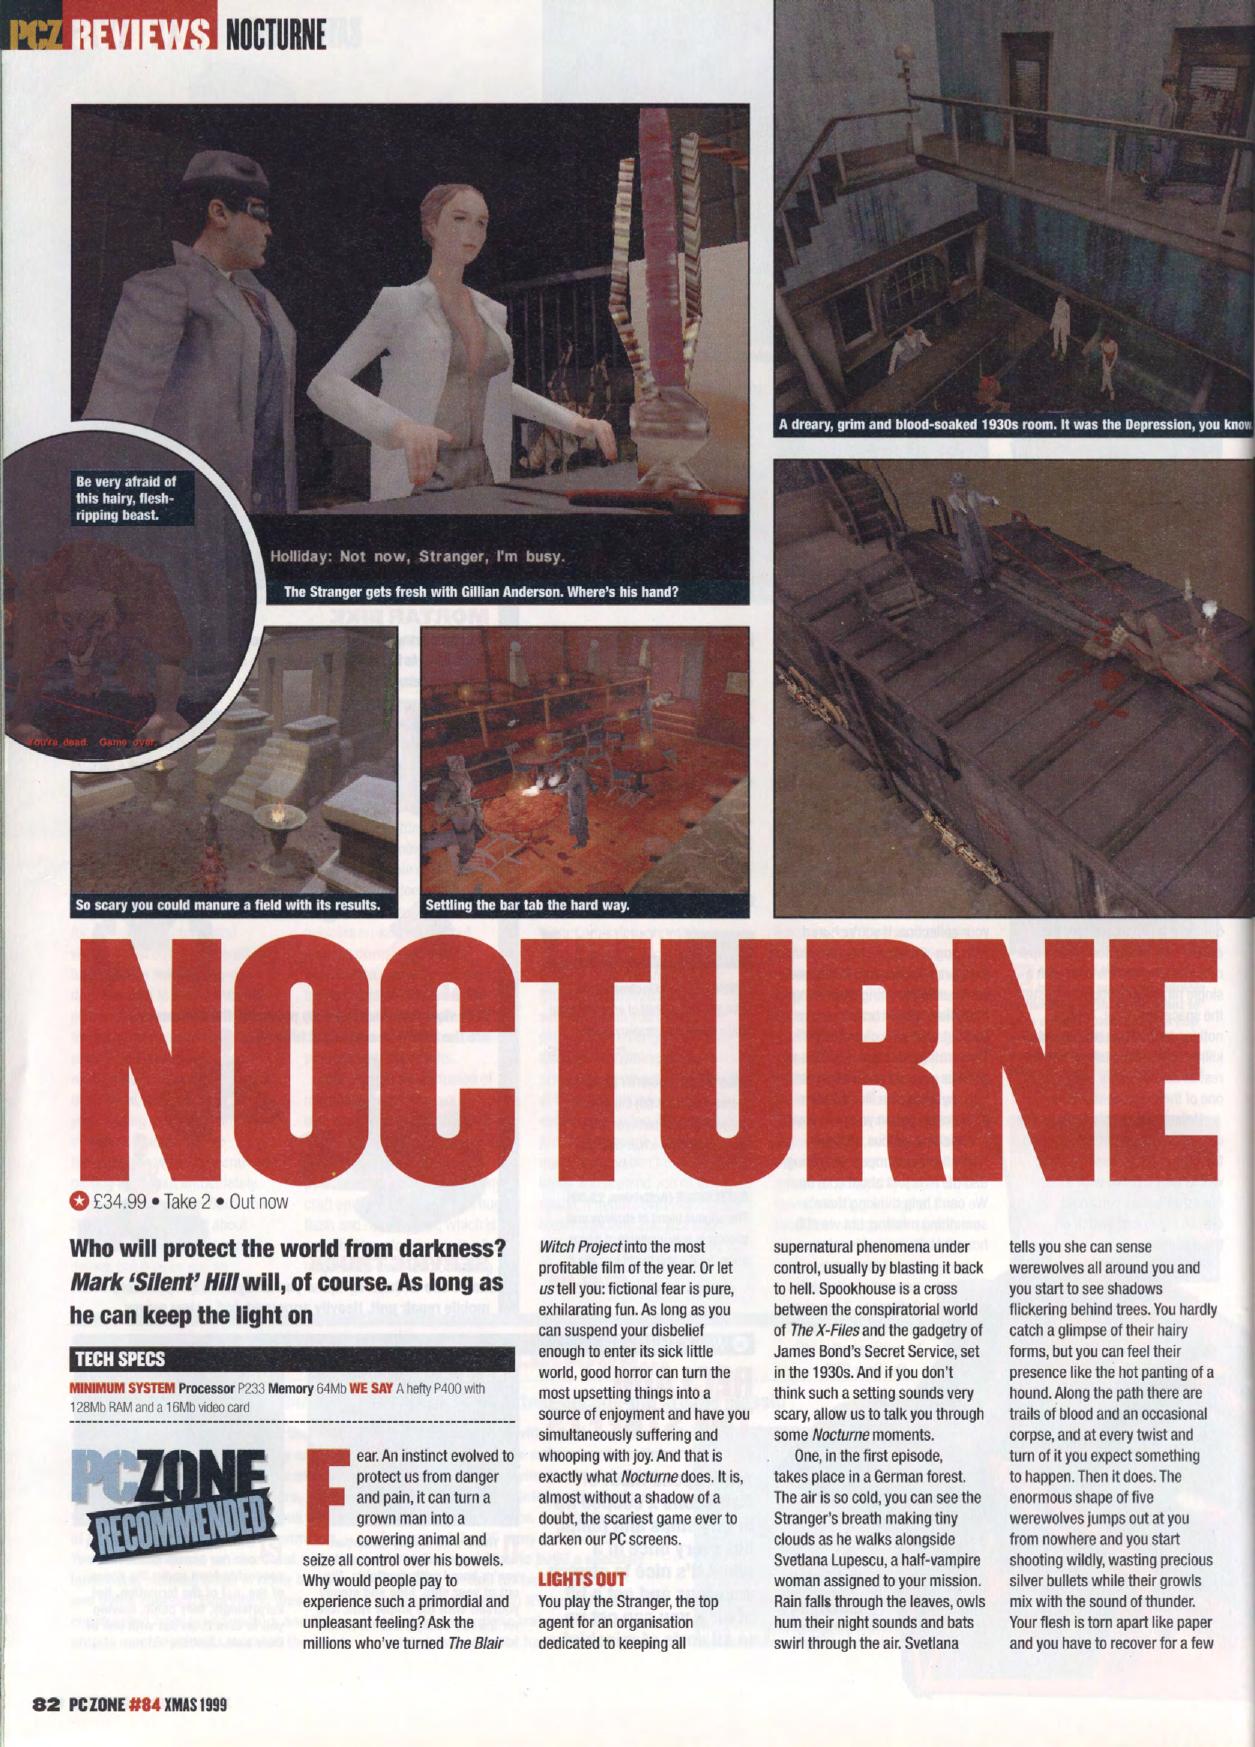 PCZ REVIEWS NOCTURNE
A dreary, grim and blood-soaked 1930s room. It was the Depression, you know
Be very afraid of
this hairy, flesh-
ripping beast.
Holliday: Not now, Stranger, I'm busy.
The Stranger gets fresh with Gillian Anderson. Where's his hand?
You're dead. Game over.
So scary you could manure a field with its results.
Settling the bar tab the hard way.
NOCTURNE
£34.99 • Take 2 • Out now
Who will protect the world from darkness?
Mark 'Silent' Hill will, of course. As long as
he can keep the light on
TECH SPECS
MINIMUM SYSTEM Processor P233 Memory 64Mb WE SAY A hefty P400 with
128Mb RAM and a 16Mb video card
PCZONE
RECOMMENDED
Fear. An instinct evolved to
protect us from danger
and pain, it can turn a
grown man into a
cowering animal and
seize all control over his bowels.
Why would people pay to
experience such a primordial and
unpleasant feeling? Ask the
millions who've turned The Blair
Witch Project into the most
profitable film of the year. Or let
us tell you: fictional fear is pure,
exhilarating fun. As long as you
can suspend your disbelief
enough to enter its sick little
world, good horror can turn the
most upsetting things into a
source of enjoyment and have you
simultaneously suffering and
whooping with joy. And that is
exactly what Nocturne does. It is,
almost without a shadow of a
doubt, the scariest game ever to
darken our PC screens.
LIGHTS OUT
You play the Stranger, the top
agent for an organisation
dedicated to keeping all
supernatural phenomena under
control, usually by blasting it back
to hell. Spookhouse is a cross
between the conspiratorial world
of The X-Files and the gadgetry of
James Bond's Secret Service, set
in the 1930s. And if you don't
think such a setting sounds very
scary, allow us to talk you through
some Nocturne moments.
One, in the first episode,
takes place in a German forest.
The air is so cold, you can see the
Stranger's breath making tiny
clouds as he walks alongside
Svetlana Lupescu, a half-vampire
woman assigned to your mission.
Rain falls through the leaves, owls
hum their night sounds and bats
swirl through the air. Svetlana
tells you she can sense
werewolves all around you and
you start to see shadows
flickering behind trees. You hardly
catch a glimpse of their hairy
forms, but you can feel their
presence like the hot panting of a
hound. Along the path there are
trails of blood and an occasional
corpse, and at every twist and
turn of it you expect something
to happen. Then it does. The
enormous shape of five
werewolves jumps out at you
from nowhere and you start
shooting wildly, wasting precious
silver bullets while their growls
mix with the sound of thunder.
Your flesh is torn apart like paper
and you have to recover for a few
82 PCZONE #84 XMAS 1999